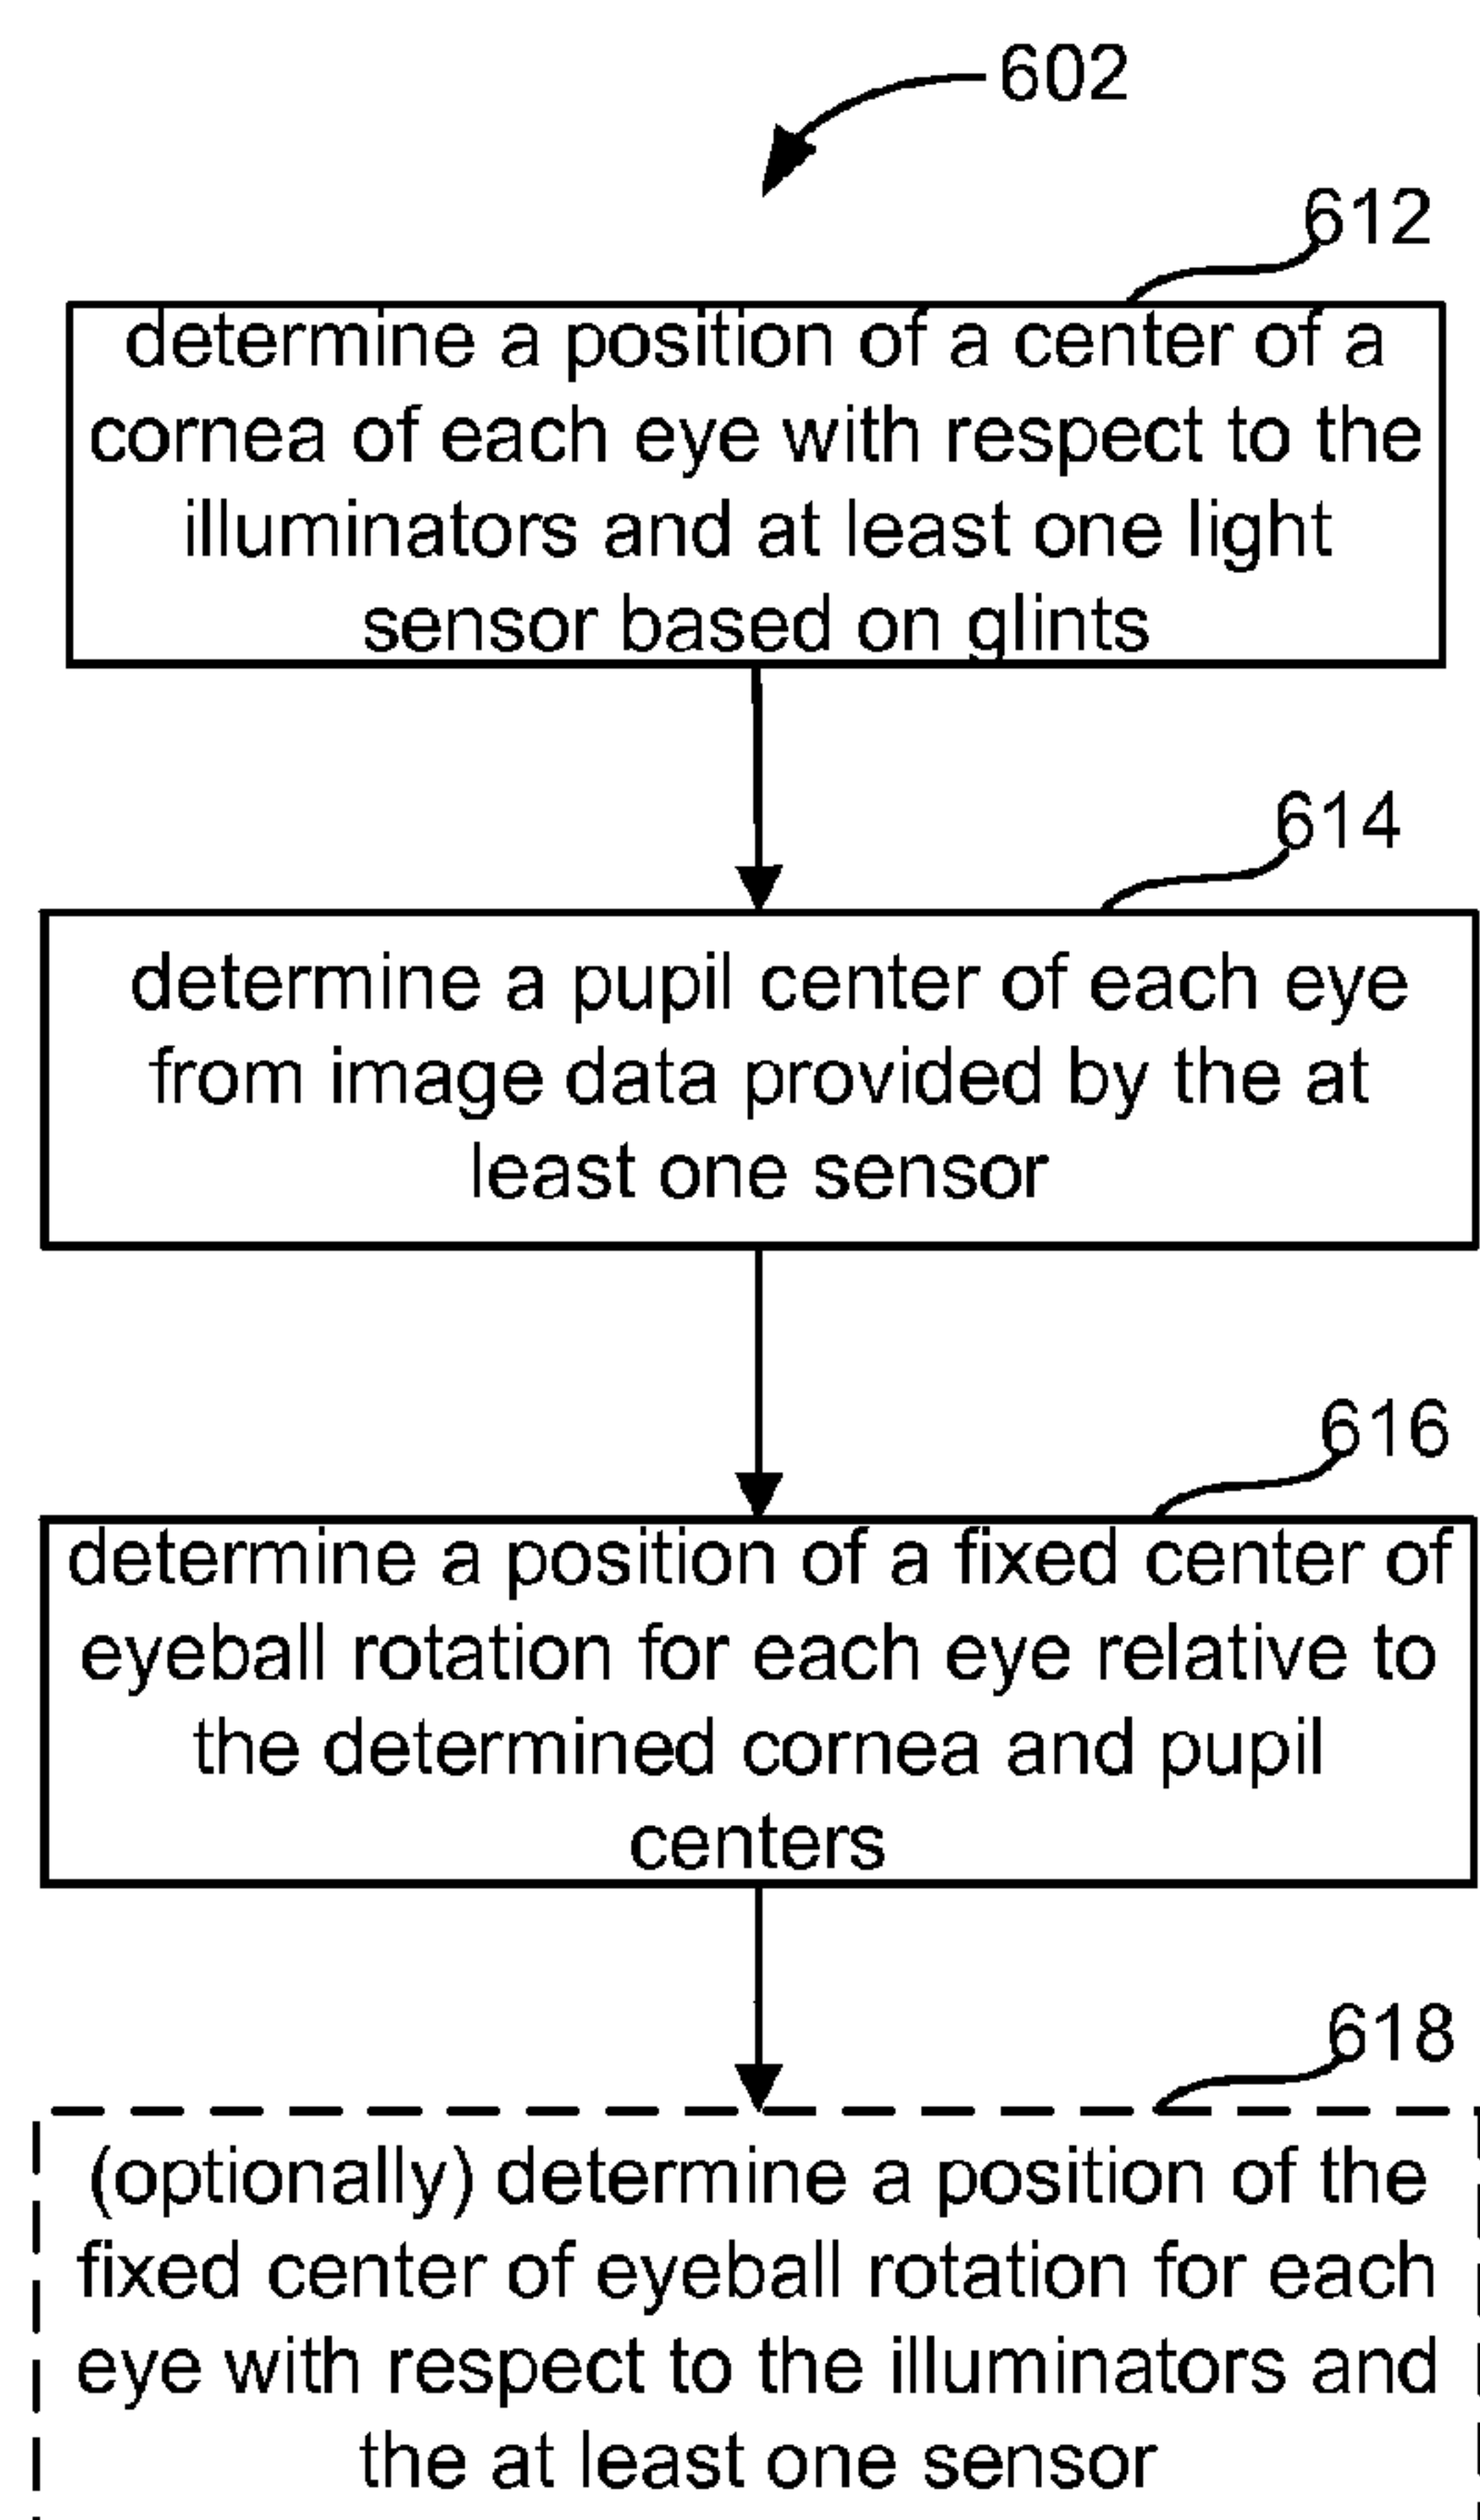 602
612
determine a position of a center of a
cornea of each eye with respect to the
illuminators and at least one light
sensor based on glints
614
determine a pupil center of each eye
from image data provided by the at
least one sensor
616
determine a position of a fixed center of
eyeball rotation for each eye relative to
the determined cornea and pupil
centers
618
(optionally) determine a position of the
fixed center of eyeball rotation for each
eye with respect to the illuminators and
the at least one sensor